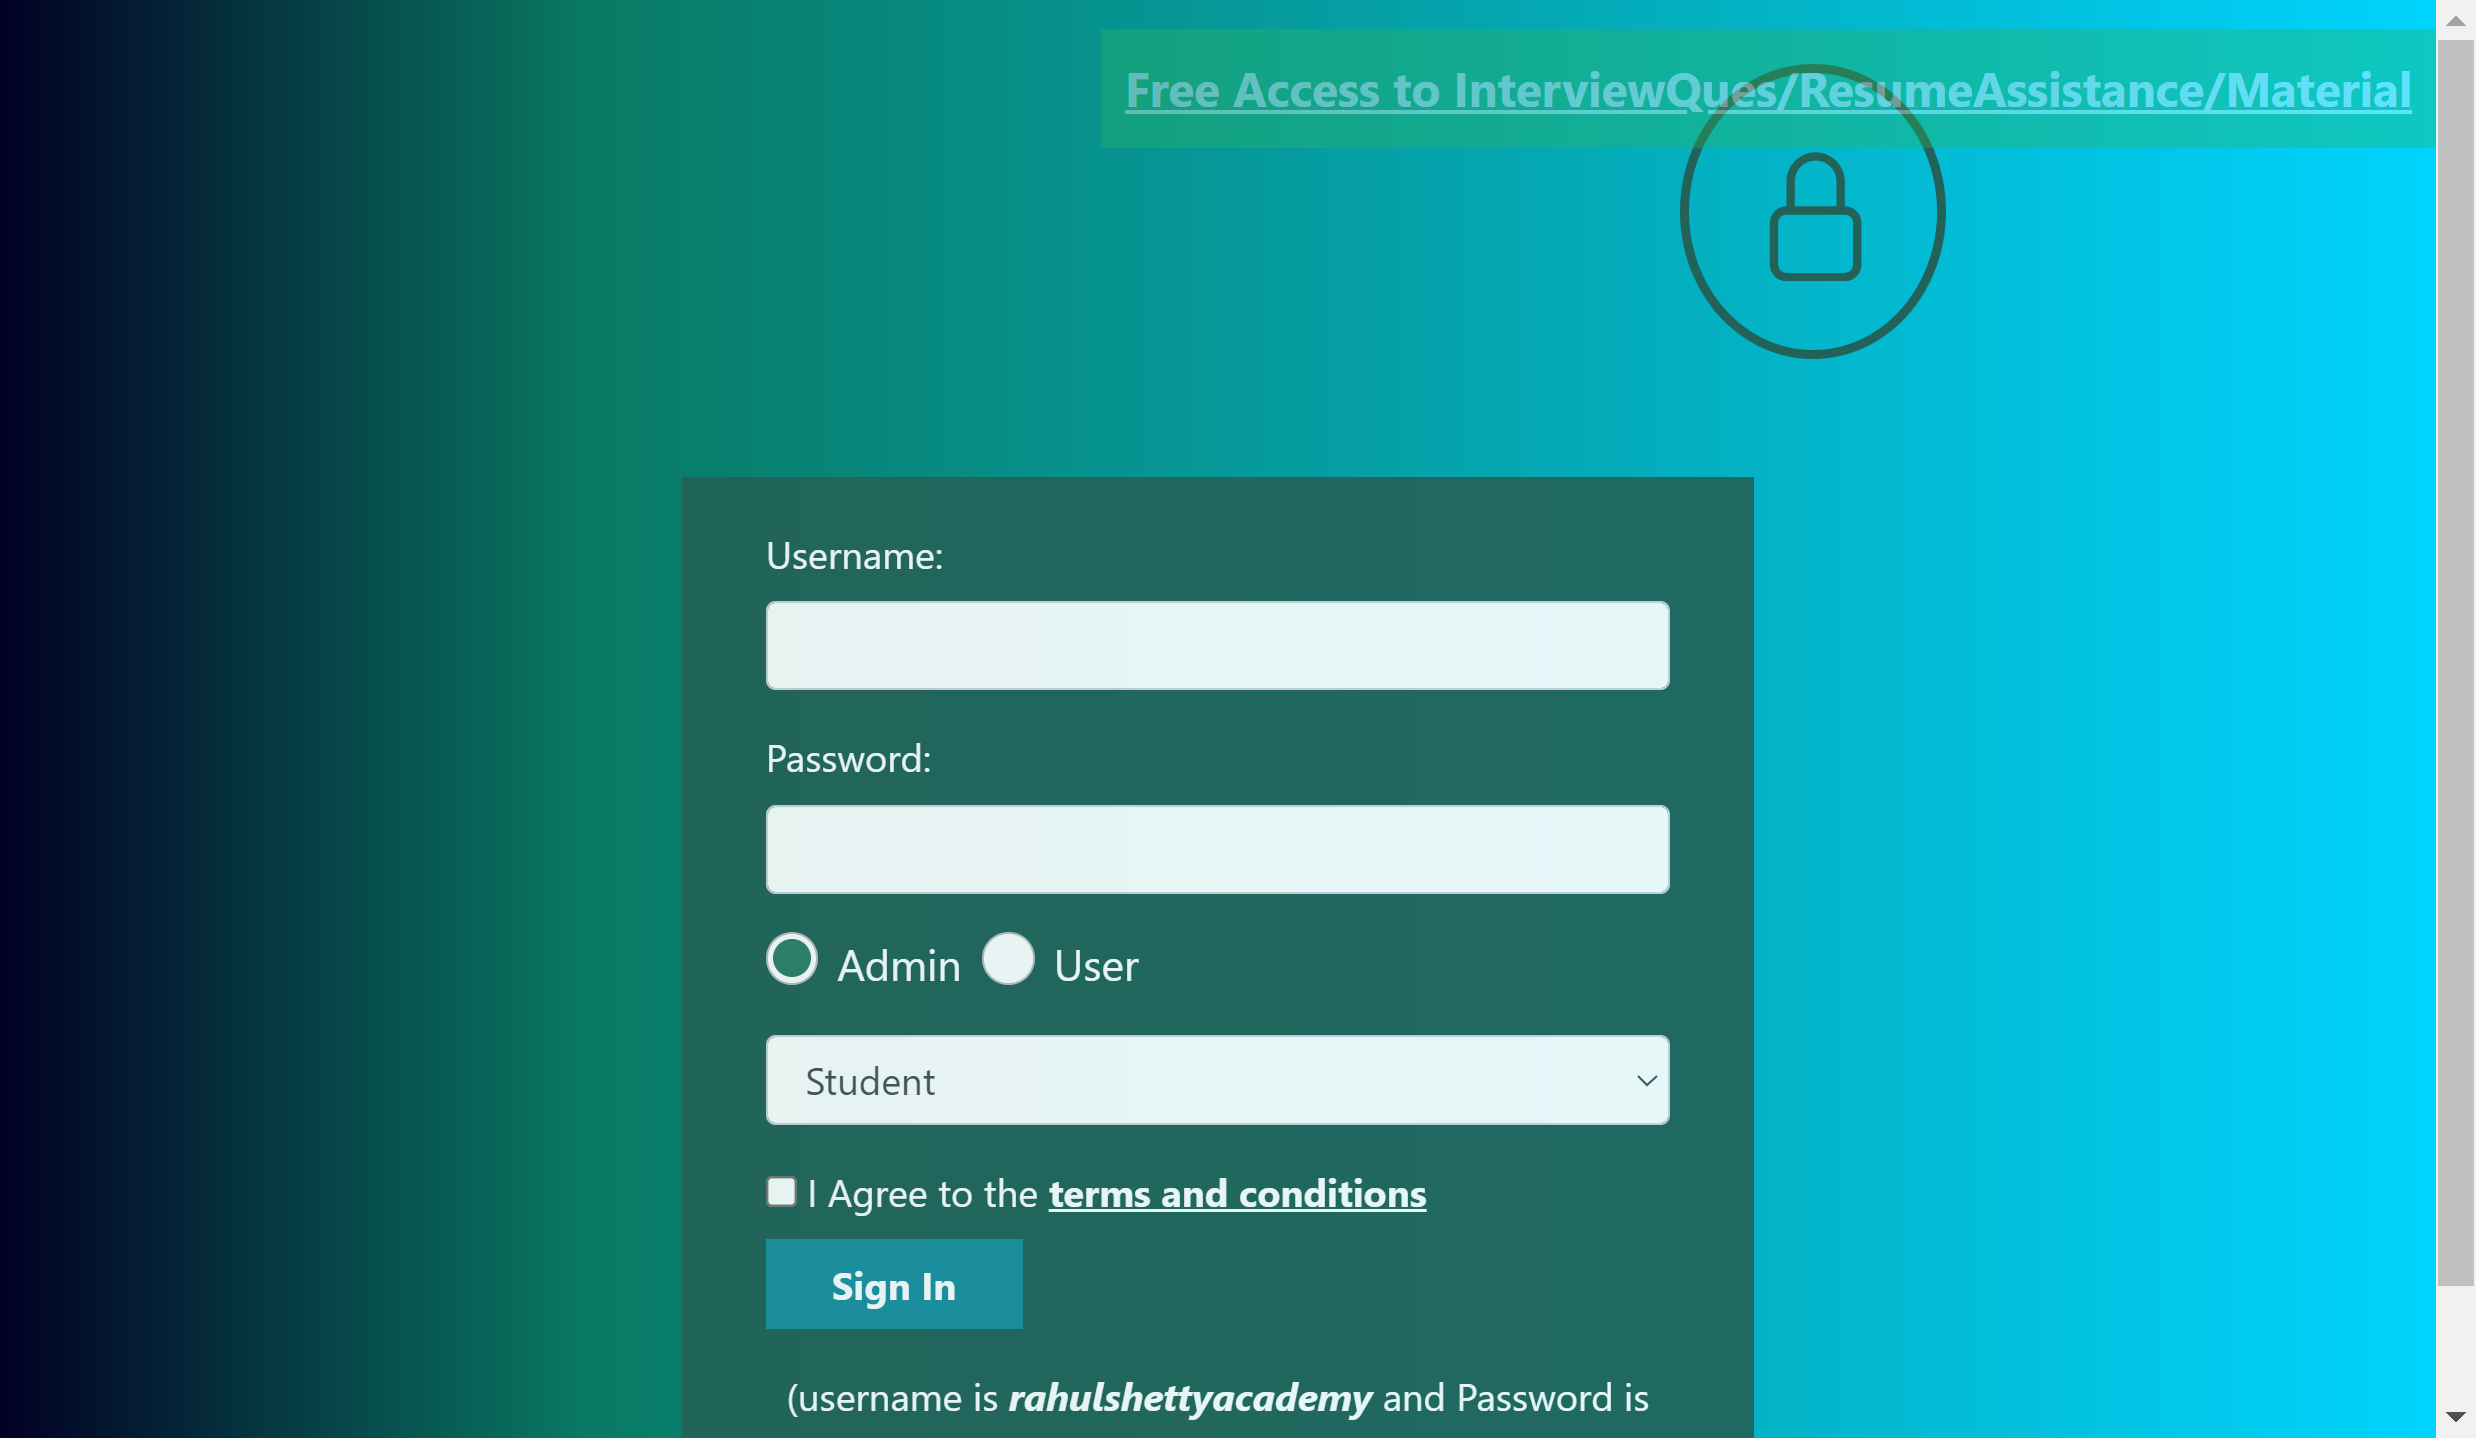 Free Access to InterviewQues/ResumeAssistance/Material
Username:
Password:
Admin User
Student
I Agree to the terms and conditions
Sign In
(username is rahulshettyacademy and Password is